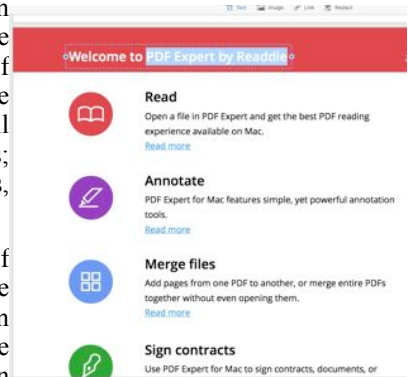 Text Image Link Redact
Welcome to PDF Expert by Readdle
Read
Open a file in PDF Expert and get the best PDF reading
experience available on Mac.
Read more
Annotate
PDF Expert for Mac features simple, yet powerful annotation
tools.
Read more
Merge files
Add pages from one PDF to another, or merge entire PDFs
together without even opening them.
Read more
Sign contracts
Use PDF Expert for Mac to sign contracts, documents, or